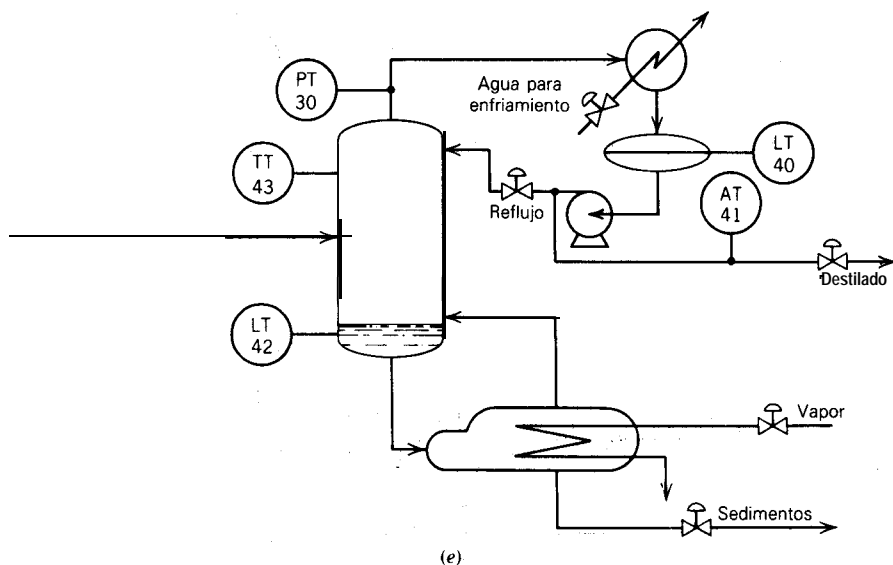 PT
30
Agua para
enfriamiento
LT
40
TT
43
AT
41
Reflujo
Destilado
LT
42
Vapor
Sedimentos
(e)